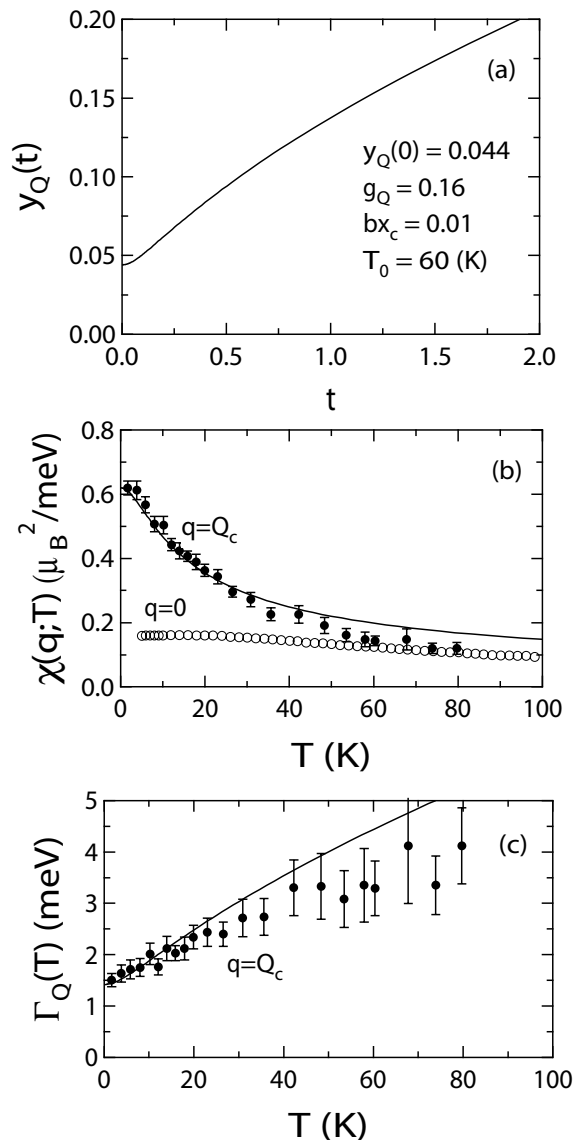 0.20
(a)
0.15
y_Q(t)
0.10
y_Q(0) = 0.044
g_Q = 0.16
bx_c = 0.01
0.05
T_0 = 60 (K)
0.00
0.0 0.5 1.0 1.5 2.0
t
0.8
(b)
χ(q;T) (μ_B^2/meV)
0.6
q=Q_c
0.4
q=0
0.2
0.0
0 20 40 60 80 100
T (K)
5
(c)
4
Γ_Q(T) (meV)
3
2
q=Q_c
1
0
0 20 40 60 80 100
T (K)